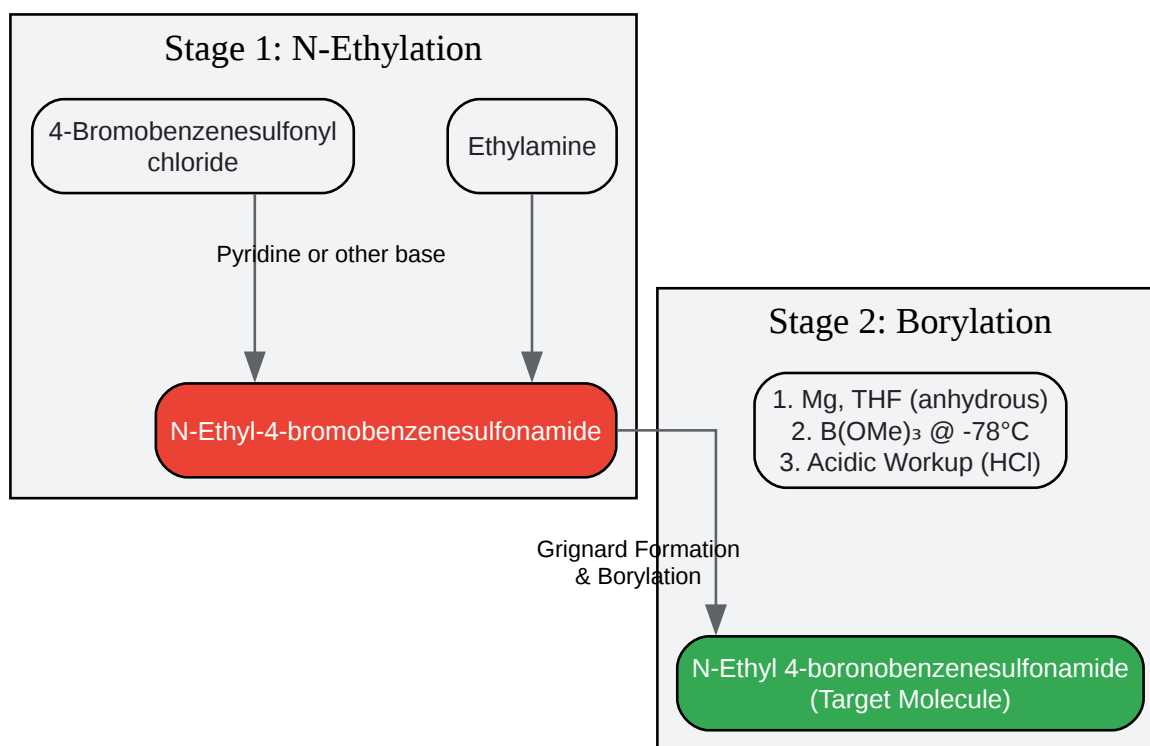 Stage 1: N-Ethylation
4-Bromobenzenesulfonyl
chloride
Ethylamine
Pyridine or other base
N-Ethyl-4-bromobenzenesulfonamide
Stage 2: Borylation
1. Mg, THF (anhydrous)
2. B(OMe)₃ @ -78°C
3. Acidic Workup (HCl)
Grignard Formation
& Borylation
N-Ethyl 4-boronobenzenesulfonamide
(Target Molecule)